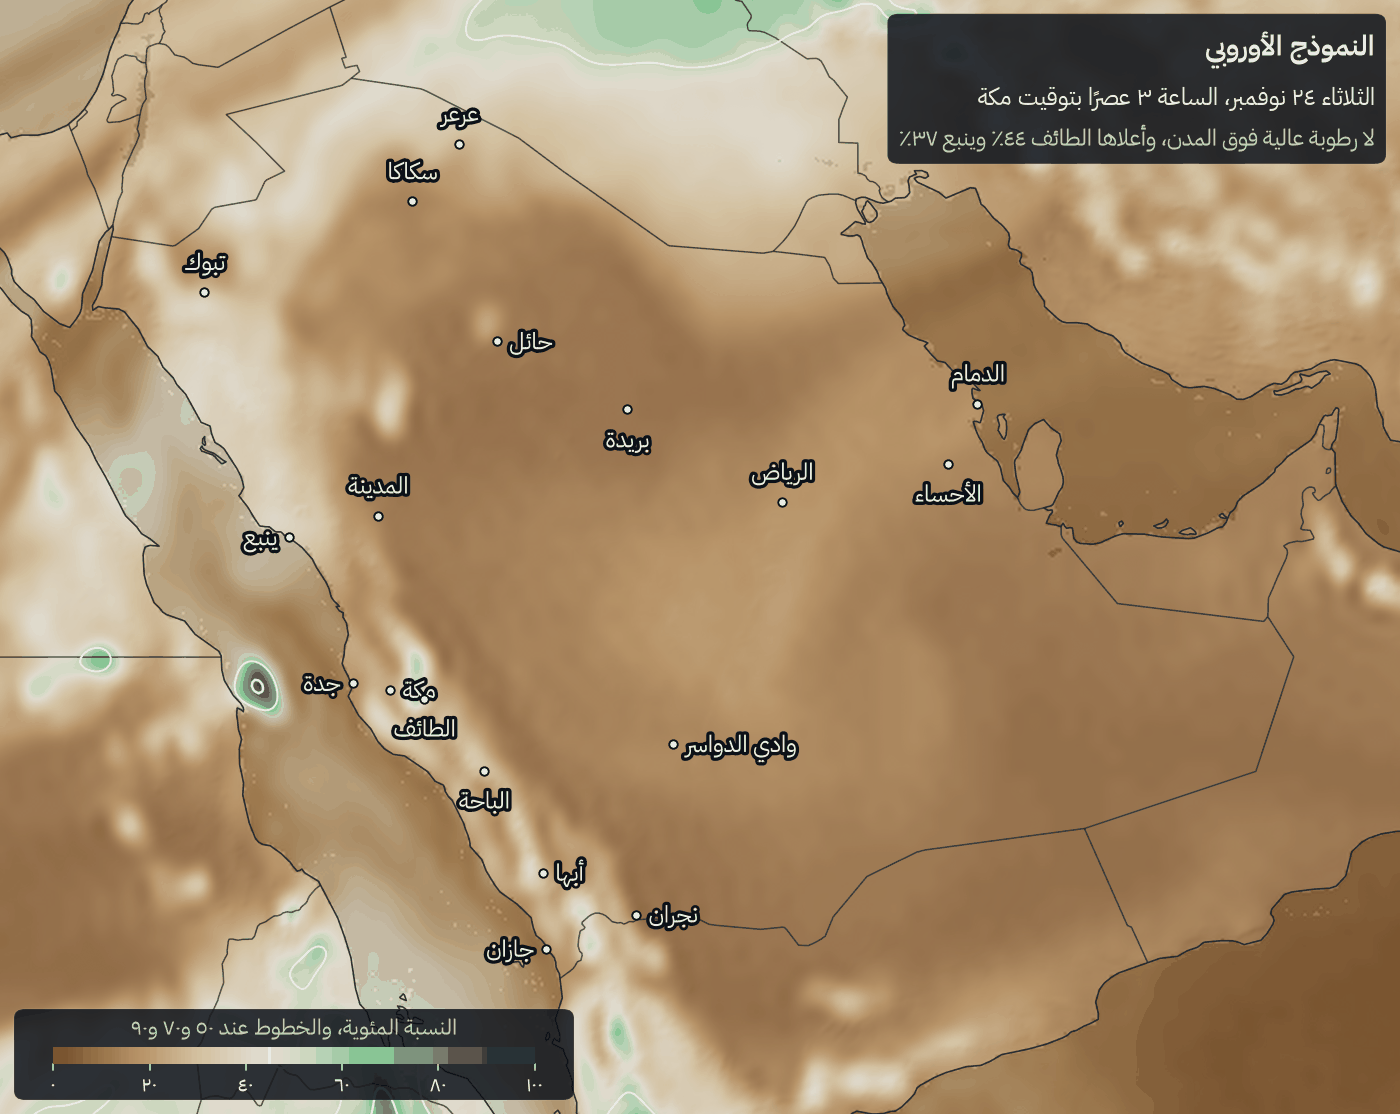 النموذج الأوروبي
الثلاثاء ٢٤ نوفمبر، الساعة ٣ عصرًا بتوقيت مكة
لا رطوبة عالية فوق المدن، وأعلاها الطائف ٤٤٪ وينبع ٣٧٪
عرعر
سكاكا
تبوك
حائل
الدمام
بريدة
الرياض
المدينة
الأحساء
ينبع
جدة
مكة
الطائف
وادي الدواسر
الباحة
أبها
نجران
جازان
النسبة المئوية، والخطوط عند ٥٠ و٧٠ و٩٠
٠ ٢٠ ٤٠ ٦٠ ٨٠ ١٠٠